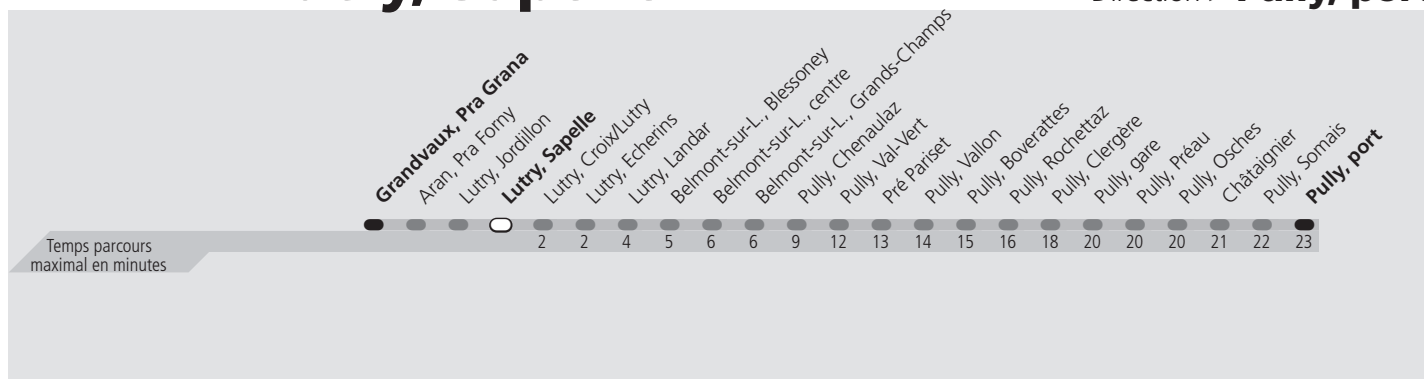 Grandvaux, Pra Grana
Aran, Pra Forny
Lutry, Jordillon
Lutry, Sapelle
Lutry, Croix/Lutry
Lutry, Echerins
Lutry, Landar
Belmont-sur-L., Blessoney
Belmont-sur-L., centre
Belmont-sur-L., Grands-Champs
Pully, Chenaulaz
Pully, Val-Vert
Pré Pariset
Pully, Vallon
Pully, Boverattes
Pully, Rochettaz
Pully, Clergère
Pully, gare
Pully, Préau
Pully, Osches
Châtaignier
Pully, Somais
Pully, port
Temps parcours
maximal en minutes
2 2 4 5 6 6 9 12 13 14 15 16 18 20 20 20 21 22 23